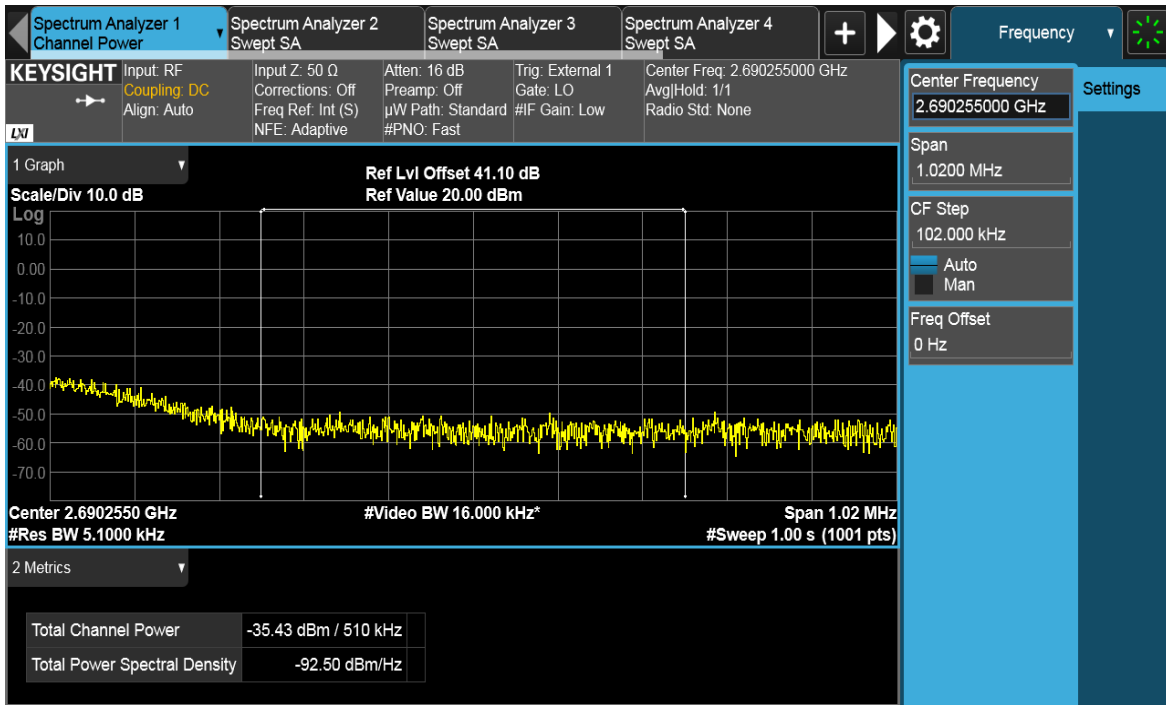 Spectrum Analyzer 1
Channel Power
Spectrum Analyzer 2
Swept SA
Spectrum Analyzer 3
Swept SA
Spectrum Analyzer 4
Swept SA
+
Frequency
KEYSIGHT
LXI
Input: RF
Coupling: DC
Align: Auto
Input Z: 50 Ω
Corrections: Off
Freq Ref: Int (S)
NFE: Adaptive
Atten: 16 dB
Preamp: Off
µW Path: Standard
#PNO: Fast
Trig: External 1
Gate: LO
#IF Gain: Low
Center Freq: 2.690255000 GHz
Avg|Hold: 1/1
Radio Std: None
Center Frequency
2.690255000 GHz
Span
1.0200 MHz
CF Step
102.000 kHz
Auto
Man
Freq Offset
0 Hz
Settings
1 Graph
Scale/Div 10.0 dB
Ref Lvl Offset 41.10 dB
Ref Value 20.00 dBm
Log
10.0
0.00
-10.0
-20.0
-30.0
-40.0
-50.0
-60.0
-70.0
Center 2.6902550 GHz
#Video BW 16.000 kHz*
Span 1.02 MHz
#Res BW 5.1000 kHz
#Sweep 1.00 s (1001 pts)
2 Metrics
Total Channel Power -35.43 dBm / 510 kHz
Total Power Spectral Density -92.50 dBm/Hz